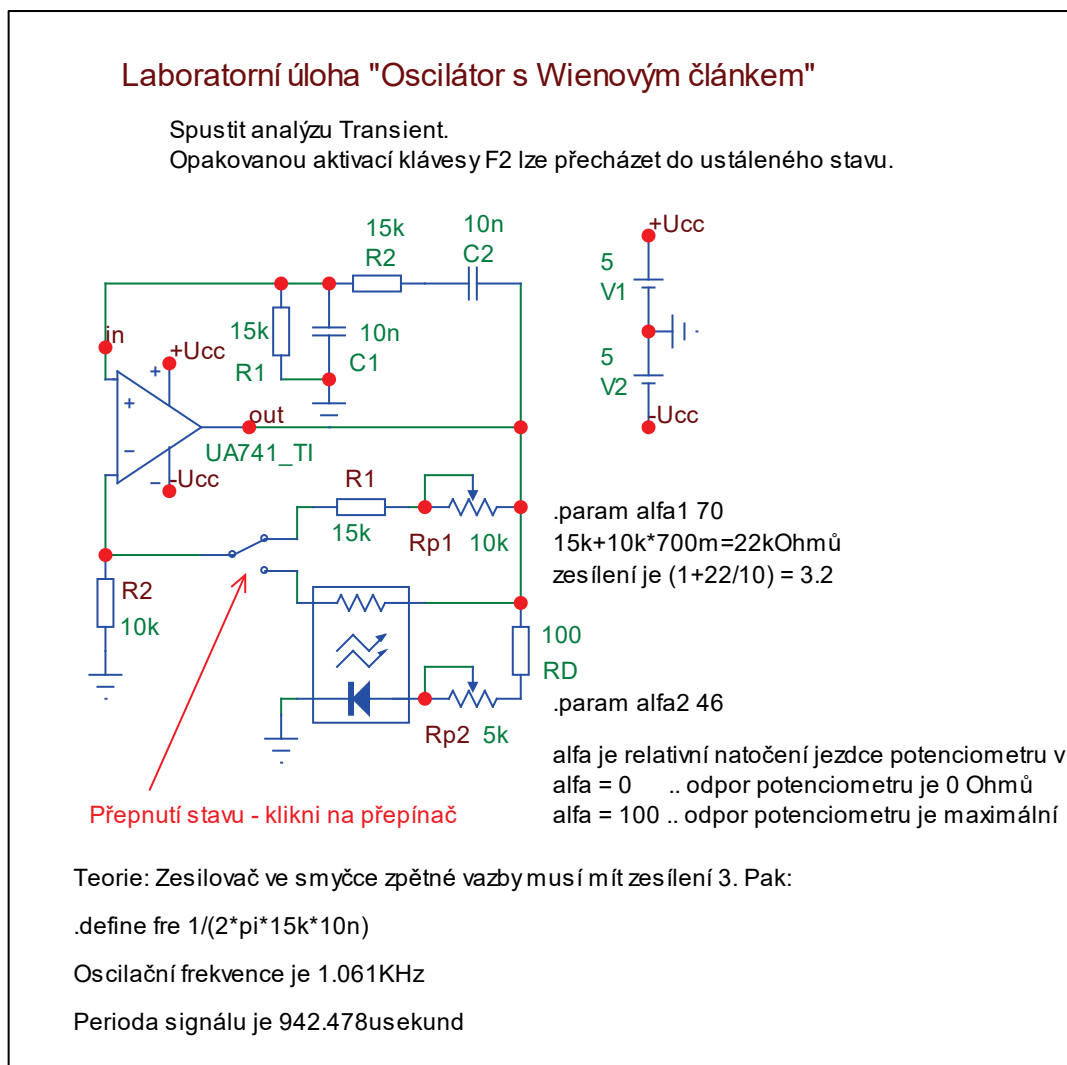 Laboratorní úloha "Oscilátor s Wienovým článkem"
Spustit analýzu Transient.
Opakovanou aktivací klávesy F2 lze přecházet do ustáleného stavu.
15k
R2
10n
C2
+Ucc
5
V1
in
15k
R1
10n
C1
+Ucc
+
+
5
V2
out
-Ucc
UA741_TI
-Ucc
R1
15k
Rp1
10k
.param alfa1 70
15k+10k*700m=22kOhmů
zesílení je (1+22/10) = 3.2
R2
10k
100
RD
.param alfa2 46
Rp2
5k
alfa je relativní natočení jezdce potenciometru v
alfa = 0 .. odpor potenciometru je 0 Ohmů
alfa = 100 .. odpor potenciometru je maximální
Přepnutí stavu - klikni na přepínač
Teorie: Zesilovač ve smyčce zpětné vazby musí mít zesílení 3. Pak:
.define fre 1/(2*pi*15k*10n)
Oscilační frekvence je 1.061KHz
Perioda signálu je 942.478usekund